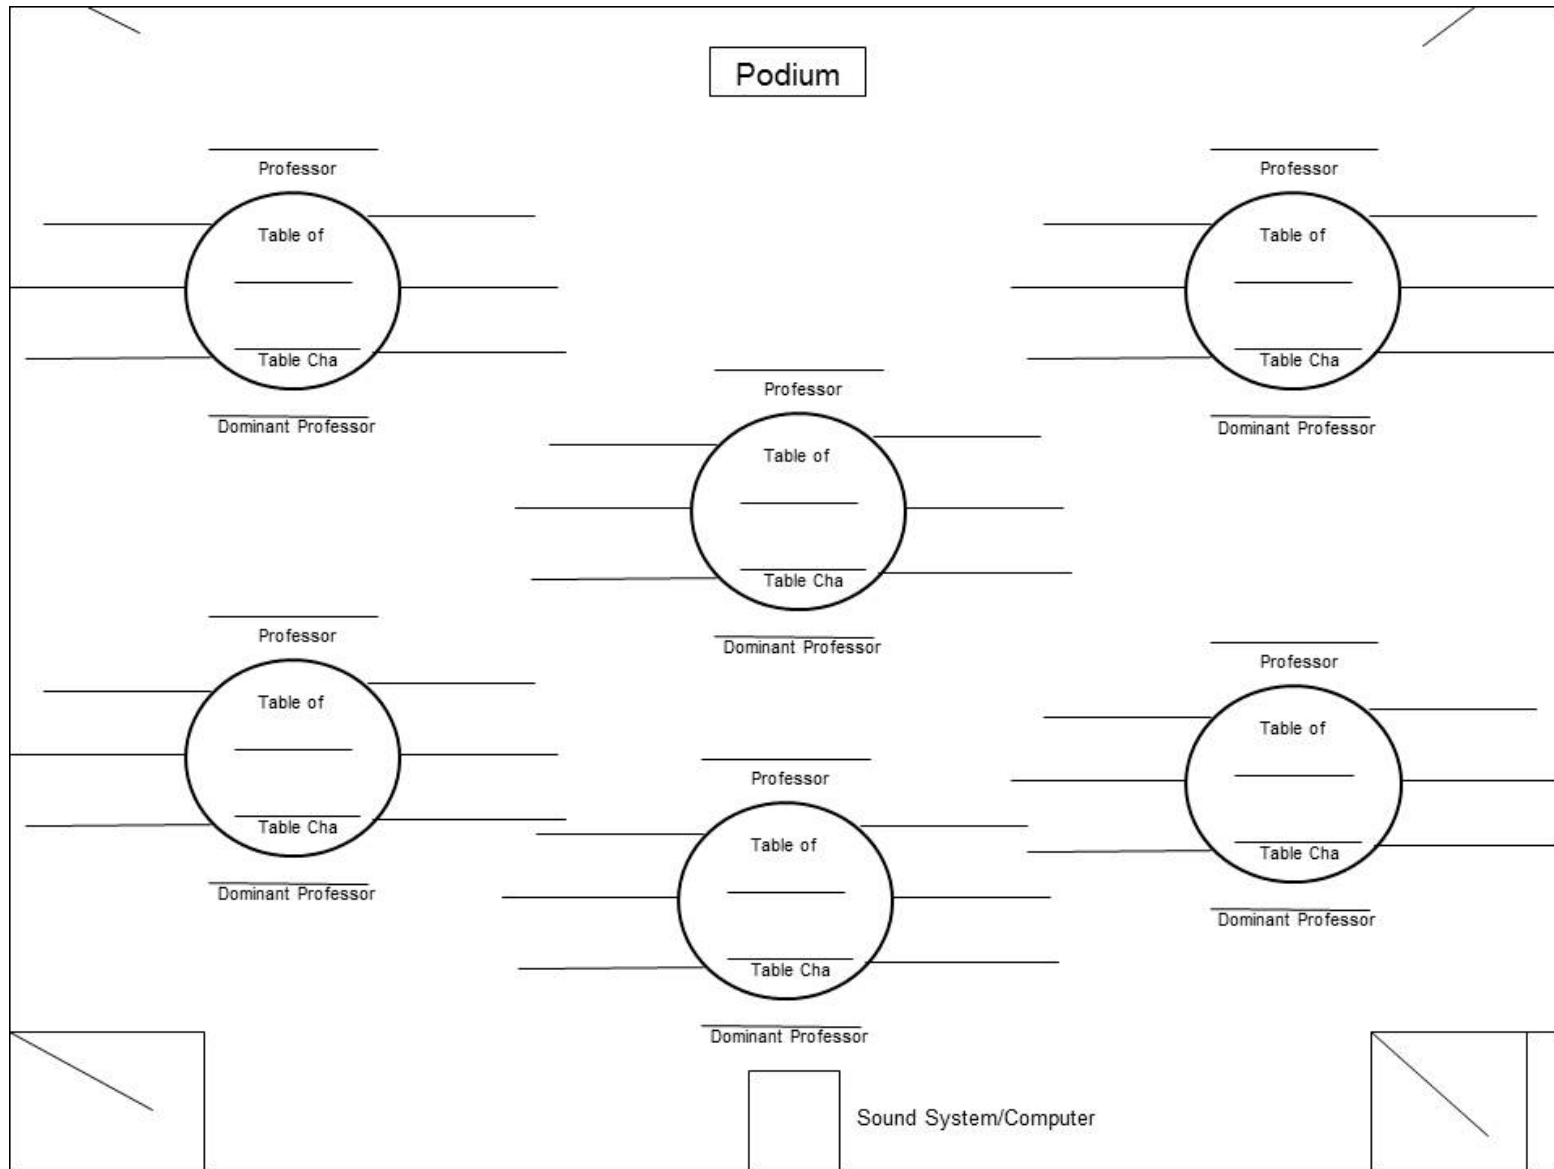 Podium
Professor
Professor
Table of
Table of
Table Cha
Table Cha
Dominant Professor
Dominant Professor
Professor
Table of
Table Cha
Dominant Professor
Professor
Professor
Table of
Table of
Table Cha
Table Cha
Dominant Professor
Dominant Professor
Professor
Table of
Table Cha
Dominant Professor
Sound System/Computer